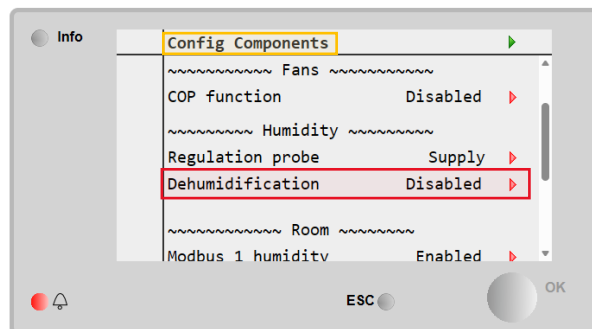 Info
Config Components
~~~~~~~~~~~ Fans ~~~~~~~~~~~
COP function Disabled
~~~~~~~~~ Humidity ~~~~~~~~~
Regulation probe Supply
Dehumidification Disabled
~~~~~~~~~~~~ Room ~~~~~~~~
Modbus 1 humidity Enabled
ESC
OK